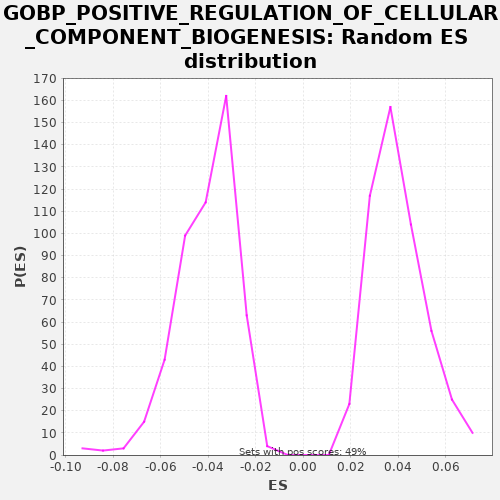 GOBP_POSITIVE_REGULATION_OF_CELLULAR
_COMPONENT_BIOGENESIS: Random ES
distribution
170
160
150
140
130
120
110
100
90
80
70
60
50
40
30
20
10
0
P(ES)
Sets with pos scores: 49%
-0.10 -0.08 -0.06 -0.04 -0.02 0.00 0.02 0.04 0.06
ES